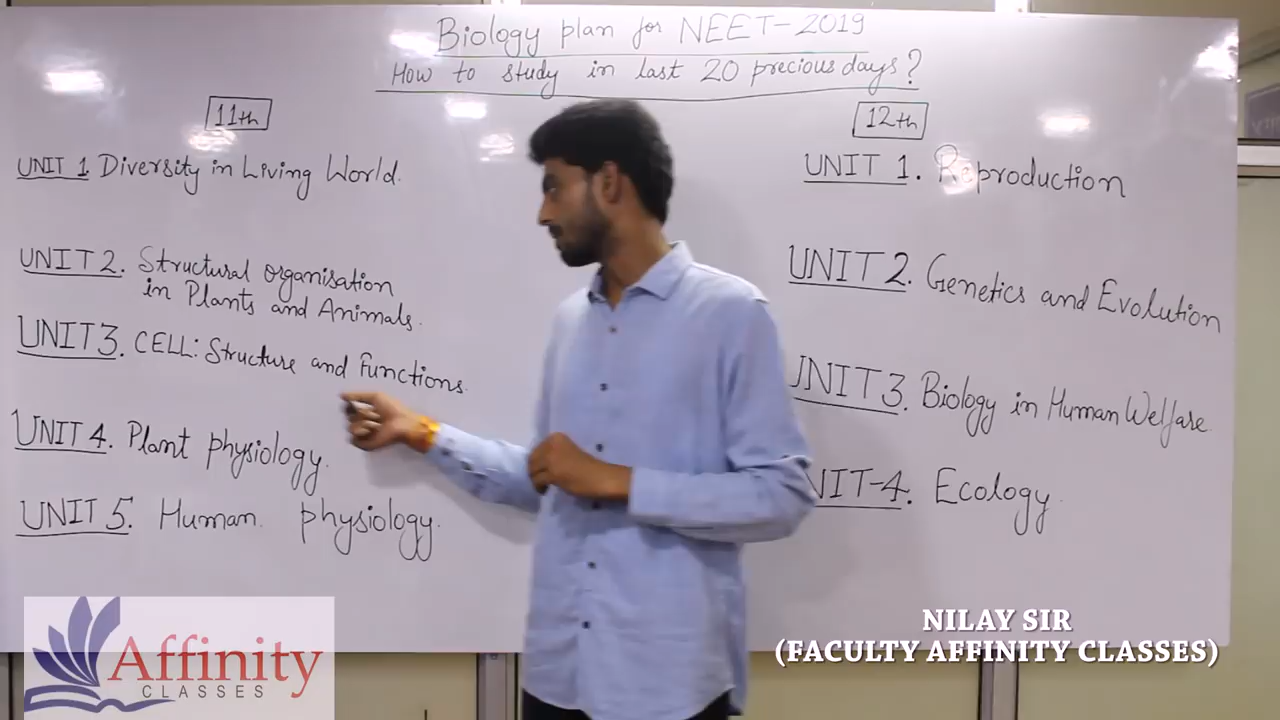 Biology plan for NEET-2019
How to study in last 20 precious days?
11th
UNIT 1 Diversity in Living World.
UNIT 2. Structural organisation
in Plants and Animals.
UNIT 3. CELL: Structure and Functions.
UNIT 4. Plant physiology.
UNIT 5. Human. physiology.
12th
UNIT 1. Reproduction
UNIT 2. Genetics and Evolution
UNIT 3. Biology in Human Welfare
NIT-4. Ecology.
Affinity
CLASSES
NILAY SIR
(FACULTY AFFINITY CLASSES)